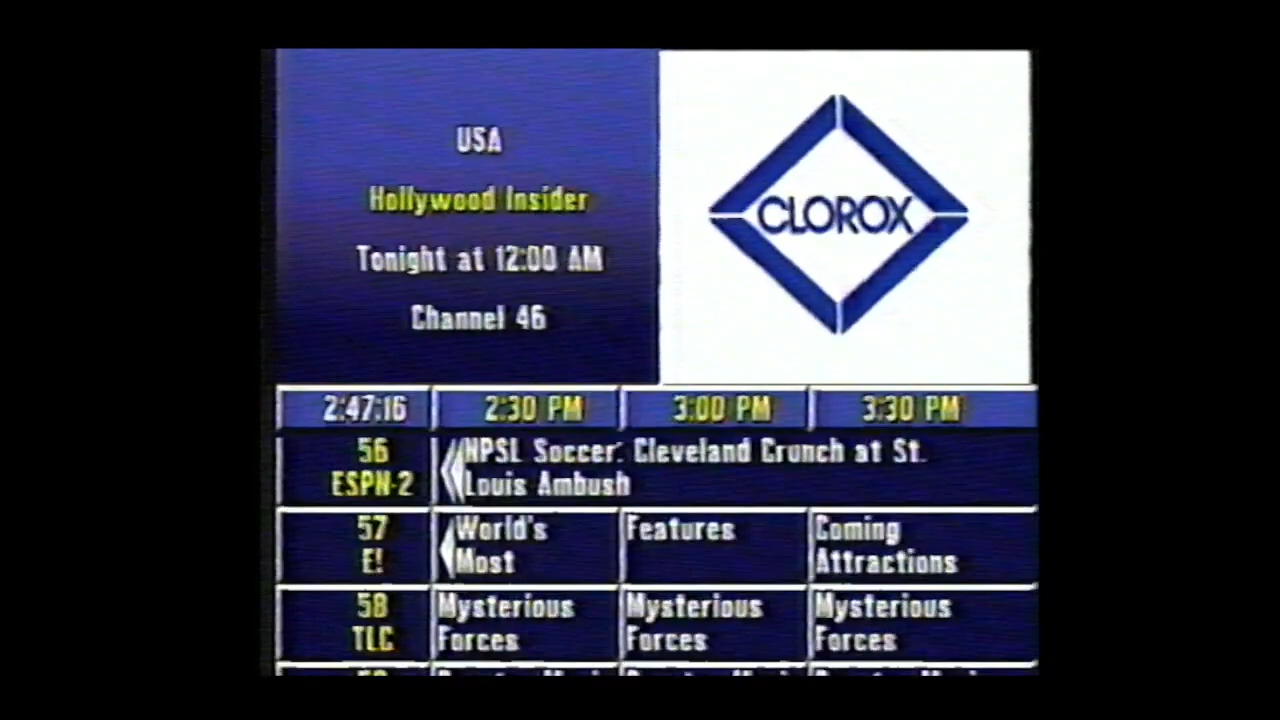 USA
Hollywood Insider
Tonight at 12:00 AM
Channel 46
CLOROX
2:47:16 2:30 PM 3:00 PM 3:30 PM
56 NPSL Soccer: Cleveland Crunch at St.
ESPN-2 Louis Ambush
57 World's Features Coming
E! Most Attractions
58 Mysterious Mysterious Mysterious
TLC Forces Forces Forces